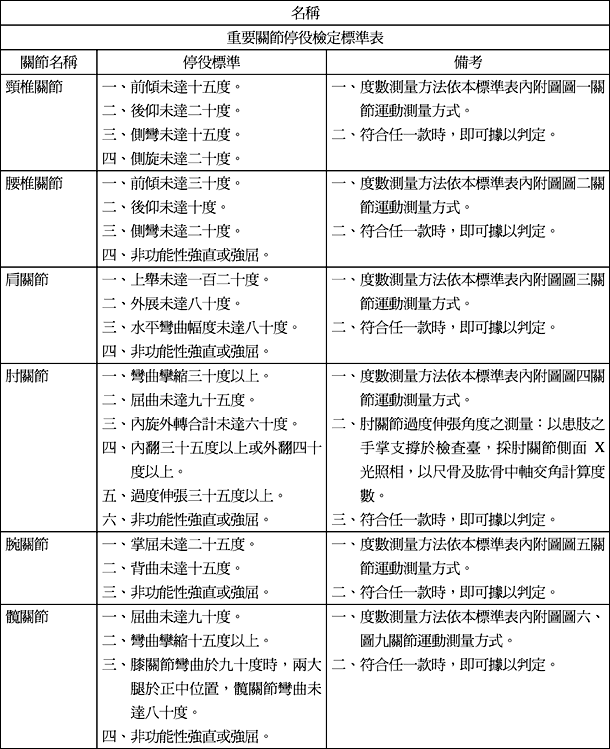 名稱
重要關節停役檢定標準表
關節名稱 停役標準 備考
頸椎關節
一、前傾未達十五度。
二、後仰未達二十度。
三、側彎未達十五度。
四、側旋未達二十度。
一、度數測量方法依本標準表內附圖圖一關
節運動測量方式。
二、符合任一款時，即可據以判定。
腰椎關節
一、前傾未達三十度。
二、後仰未達十度。
三、側彎未達二十度。
四、非功能性強直或強屈。
一、度數測量方法依本標準表內附圖圖二關
節運動測量方式。
二、符合任一款時，即可據以判定。
肩關節
一、上舉未達一百二十度。
二、外展未達八十度。
三、水平彎曲幅度未達八十度。
四、非功能性強直或強屈。
一、度數測量方法依本標準表內附圖圖三關
節運動測量方式。
二、符合任一款時，即可據以判定。
肘關節
一、彎曲攣縮三十度以上。
二、屈曲未達九十五度。
三、內旋外轉合計未達六十度。
四、內翻三十五度以上或外翻四十
度以上。
五、過度伸張三十五度以上。
六、非功能性強直或強屈。
一、度數測量方法依本標準表內附圖圖四關
節運動測量方式。
二、肘關節過度伸張角度之測量：以患肢之
手掌支撐於檢查臺，採肘關節側面 X
光照相，以尺骨及肱骨中軸交角計算度
數。
三、符合任一款時，即可據以判定。
腕關節
一、掌屈未達二十五度。
二、背曲未達十五度。
三、非功能性強直或強屈。
一、度數測量方法依本標準表內附圖圖五關
節運動測量方式。
二、符合任一款時，即可據以判定。
髖關節
一、屈曲未達九十度。
二、彎曲攣縮十五度以上。
三、膝關節彎曲於九十度時，兩大
腿於正中位置，髖關節彎曲未
達八十度。
四、非功能性強直或強屈。
一、度數測量方法依本標準表內附圖圖六、
圖九關節運動測量方式。
二、符合任一款時，即可據以判定。